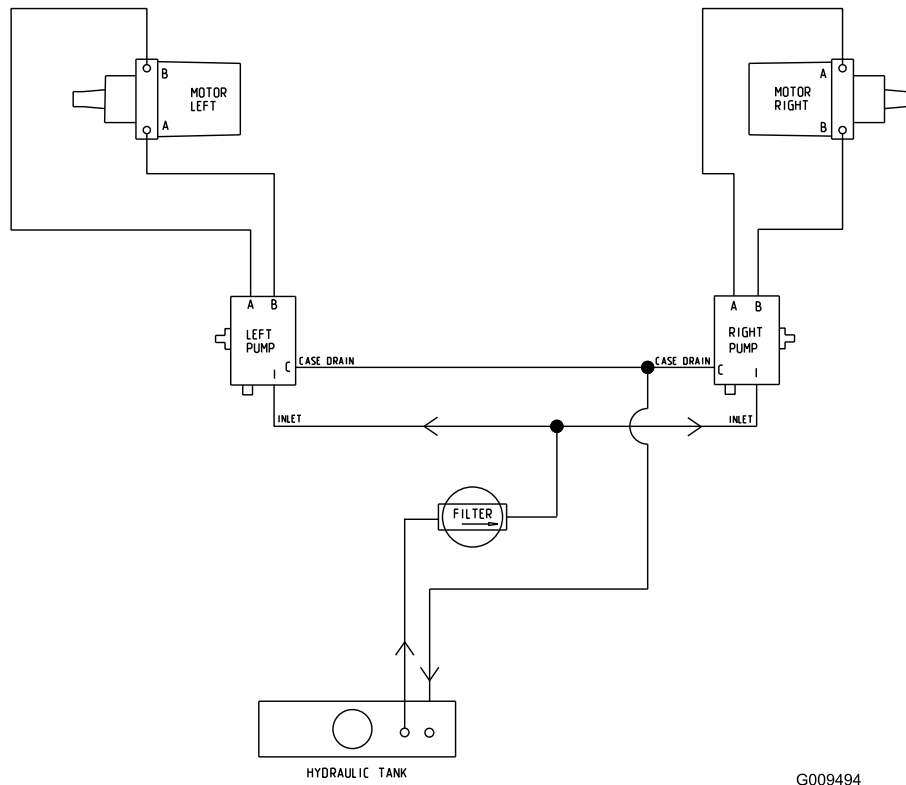 B
MOTOR
LEFT
A
A
MOTOR
RIGHT
B
A B
LEFT
PUMP
C
I
CASE DRAIN
INLET
CASE DRAIN
A B
RIGHT
PUMP
C
I
INLET
FILTER
HYDRAULIC TANK
G009494